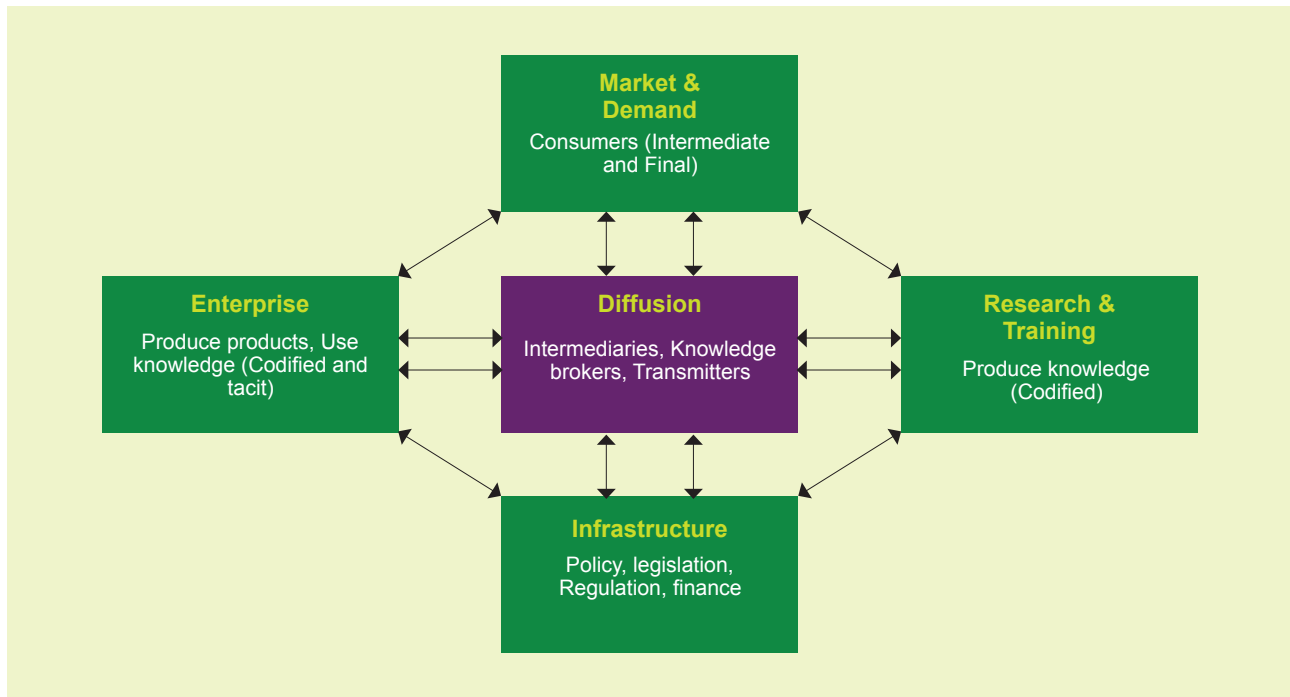 Market &
Demand
Consumers (Intermediate
and Final)
Enterprise
Produce products, Use
knowledge (Codified and
tacit)
Diffusion
Intermediaries, Knowledge
brokers, Transmitters
Research &
Training
Produce knowledge
(Codified)
Infrastructure
Policy, legislation,
Regulation, finance